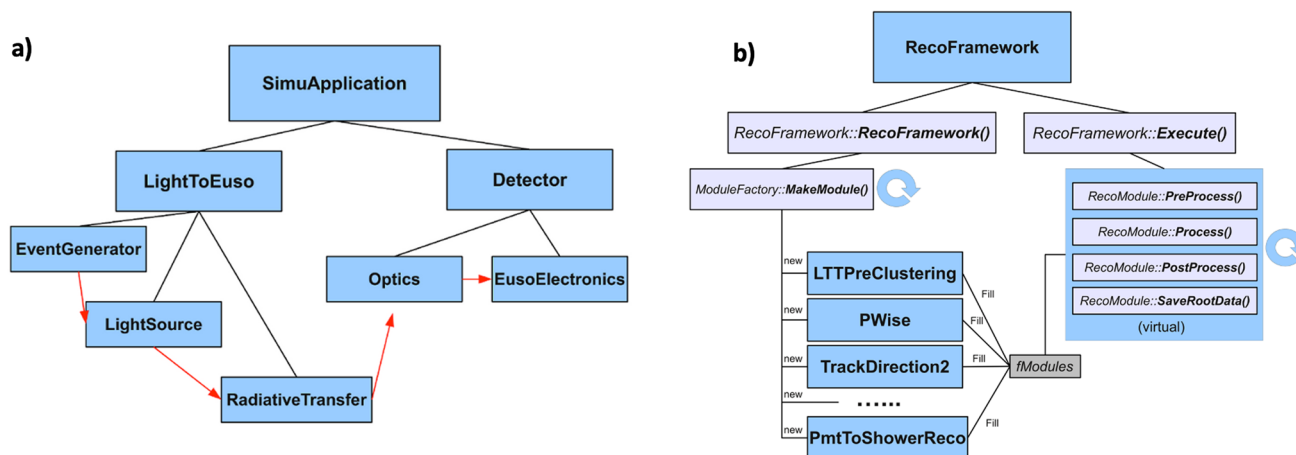 a)
SimuApplication
LightToEuso
Detector
EventGenerator
Optics
EusoElectronics
LightSource
RadiativeTransfer
b)
RecoFramework
RecoFramework::RecoFramework()
RecoFramework::Execute()
ModuleFactory::MakeModule()
RecoModule::PreProcess()
RecoModule::Process()
RecoModule::PostProcess()
RecoModule::SaveRootData()
(virtual)
new
LTTPreClustering
Fill
new
PWise
Fill
new
TrackDirection2
Fill
fModules
new
......
new
PmtToShowerReco
Fill